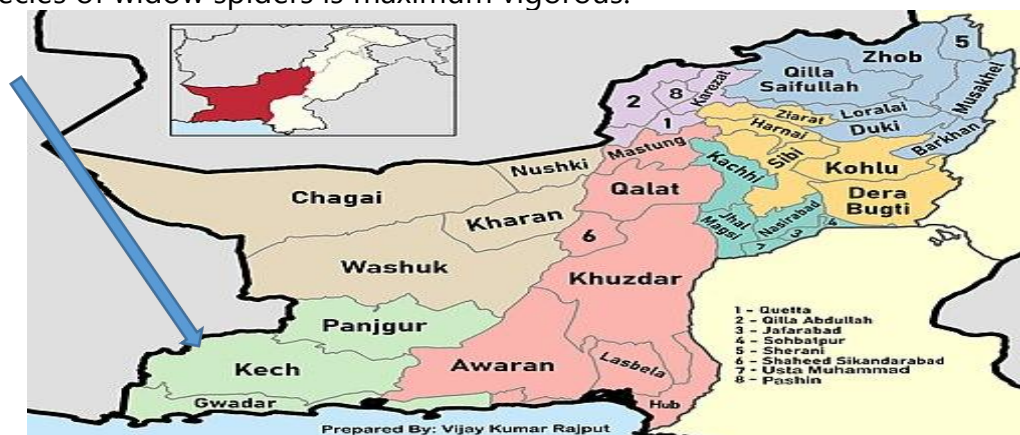 ecies of widow spiders is maximum vigorous.
Zhob
5
Qilla
Saifullah
Musakhel
2
8
Karezat
1
Ziarat
Loralai
Harnai
Duki
Barkhan
Mastung
Sibi
Kachhi
Kohlu
Nushki
Chagai
Qalat
Dera
Bugti
Kharan
Jhal
Magsi
Nasirabad
4
3
7
6
Washuk
Khuzdar
Panjgur
Kech
Awaran
Lasbela
Gwadar
Hub
1 - Quetta
2 - Qilla Abdullah
3 - Jafarabad
4 - Sohbatpur
5 - Sherani
6 - Shaheed Sikandarabad
7 - Usta Muhammad
8 - Pashin
Prepared By: Vijay Kumar Rajput